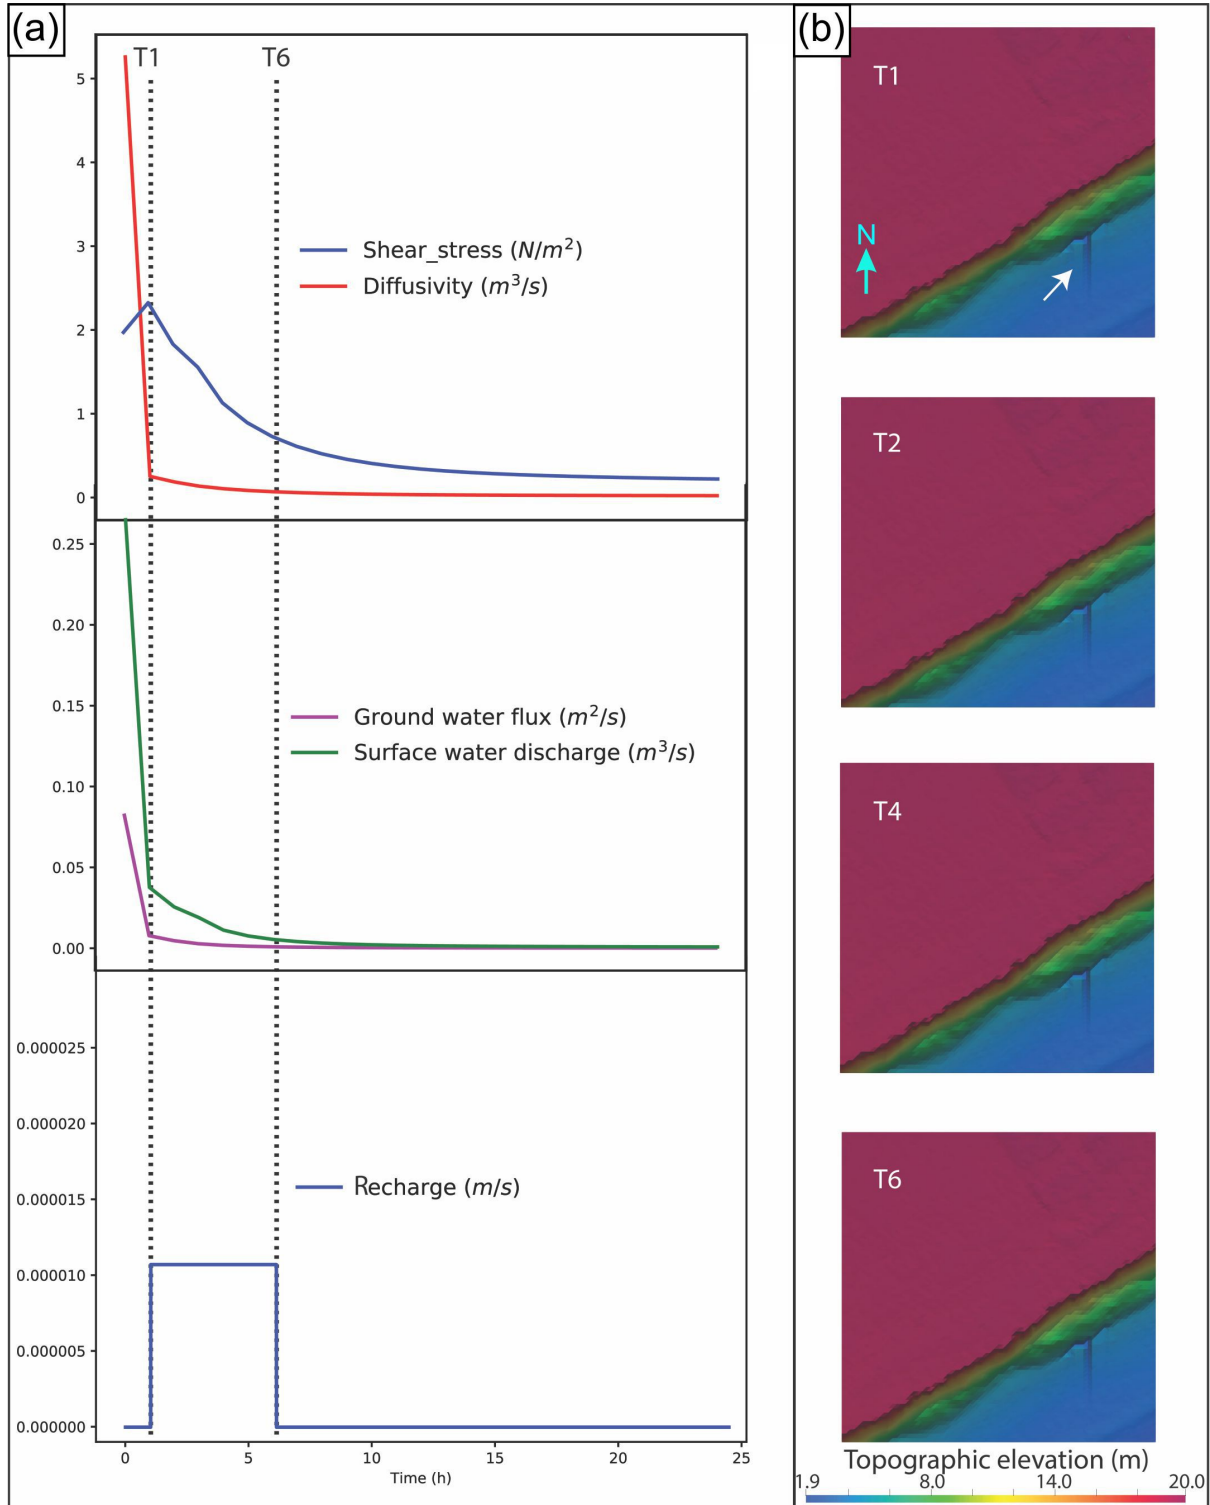 (a)
T1 T6
5
4
3
2
1
0
Shear_stress (N/m²)
Diffusivity (m³/s)
0.25
0.20
0.15
0.10
0.05
0.00
Ground water flux (m²/s)
Surface water discharge (m³/s)
0.000025
0.000020
0.000015
0.000010
0.000005
0.000000
Recharge (m/s)
0 5 10 15 20 25
Time (h)
(b)
T1
N
T2
T4
T6
Topographic elevation (m)
1.9 8.0 14.0 20.0